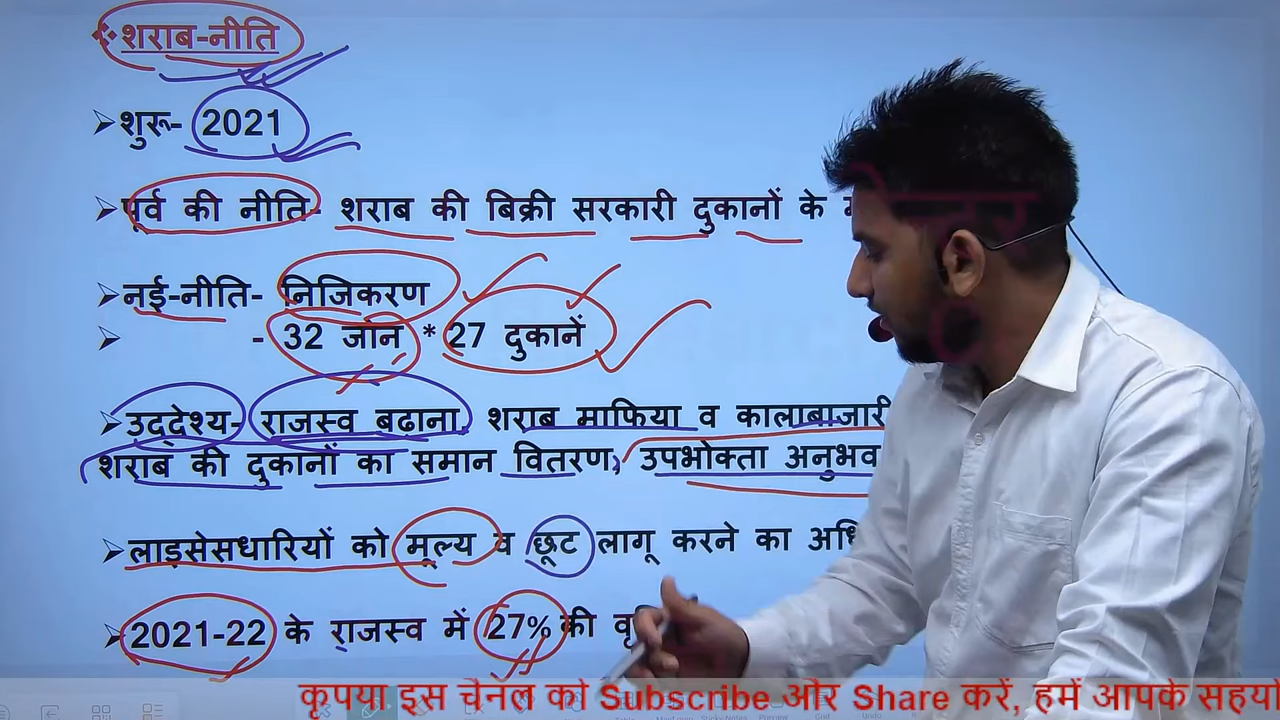 शराब-नीति
शुरू- 2021
पूर्व की नीति- शराब की बिक्री सरकारी दुकानों के
नई-नीति- निजिकरण
- 32 जोन * 27 दुकानें
उद्देश्य- राजस्व बढाना, शराब माफिया व कालाबाजारी
शराब की दुकानों का समान वितरण, उपभोक्ता अनुभव
लाइसेसधारियों को मूल्य व छूट लागू करने का
2021-22 के राजस्व में 27% की
कृपया इस चेनल को Subscribe और Share करें, हमें आपके